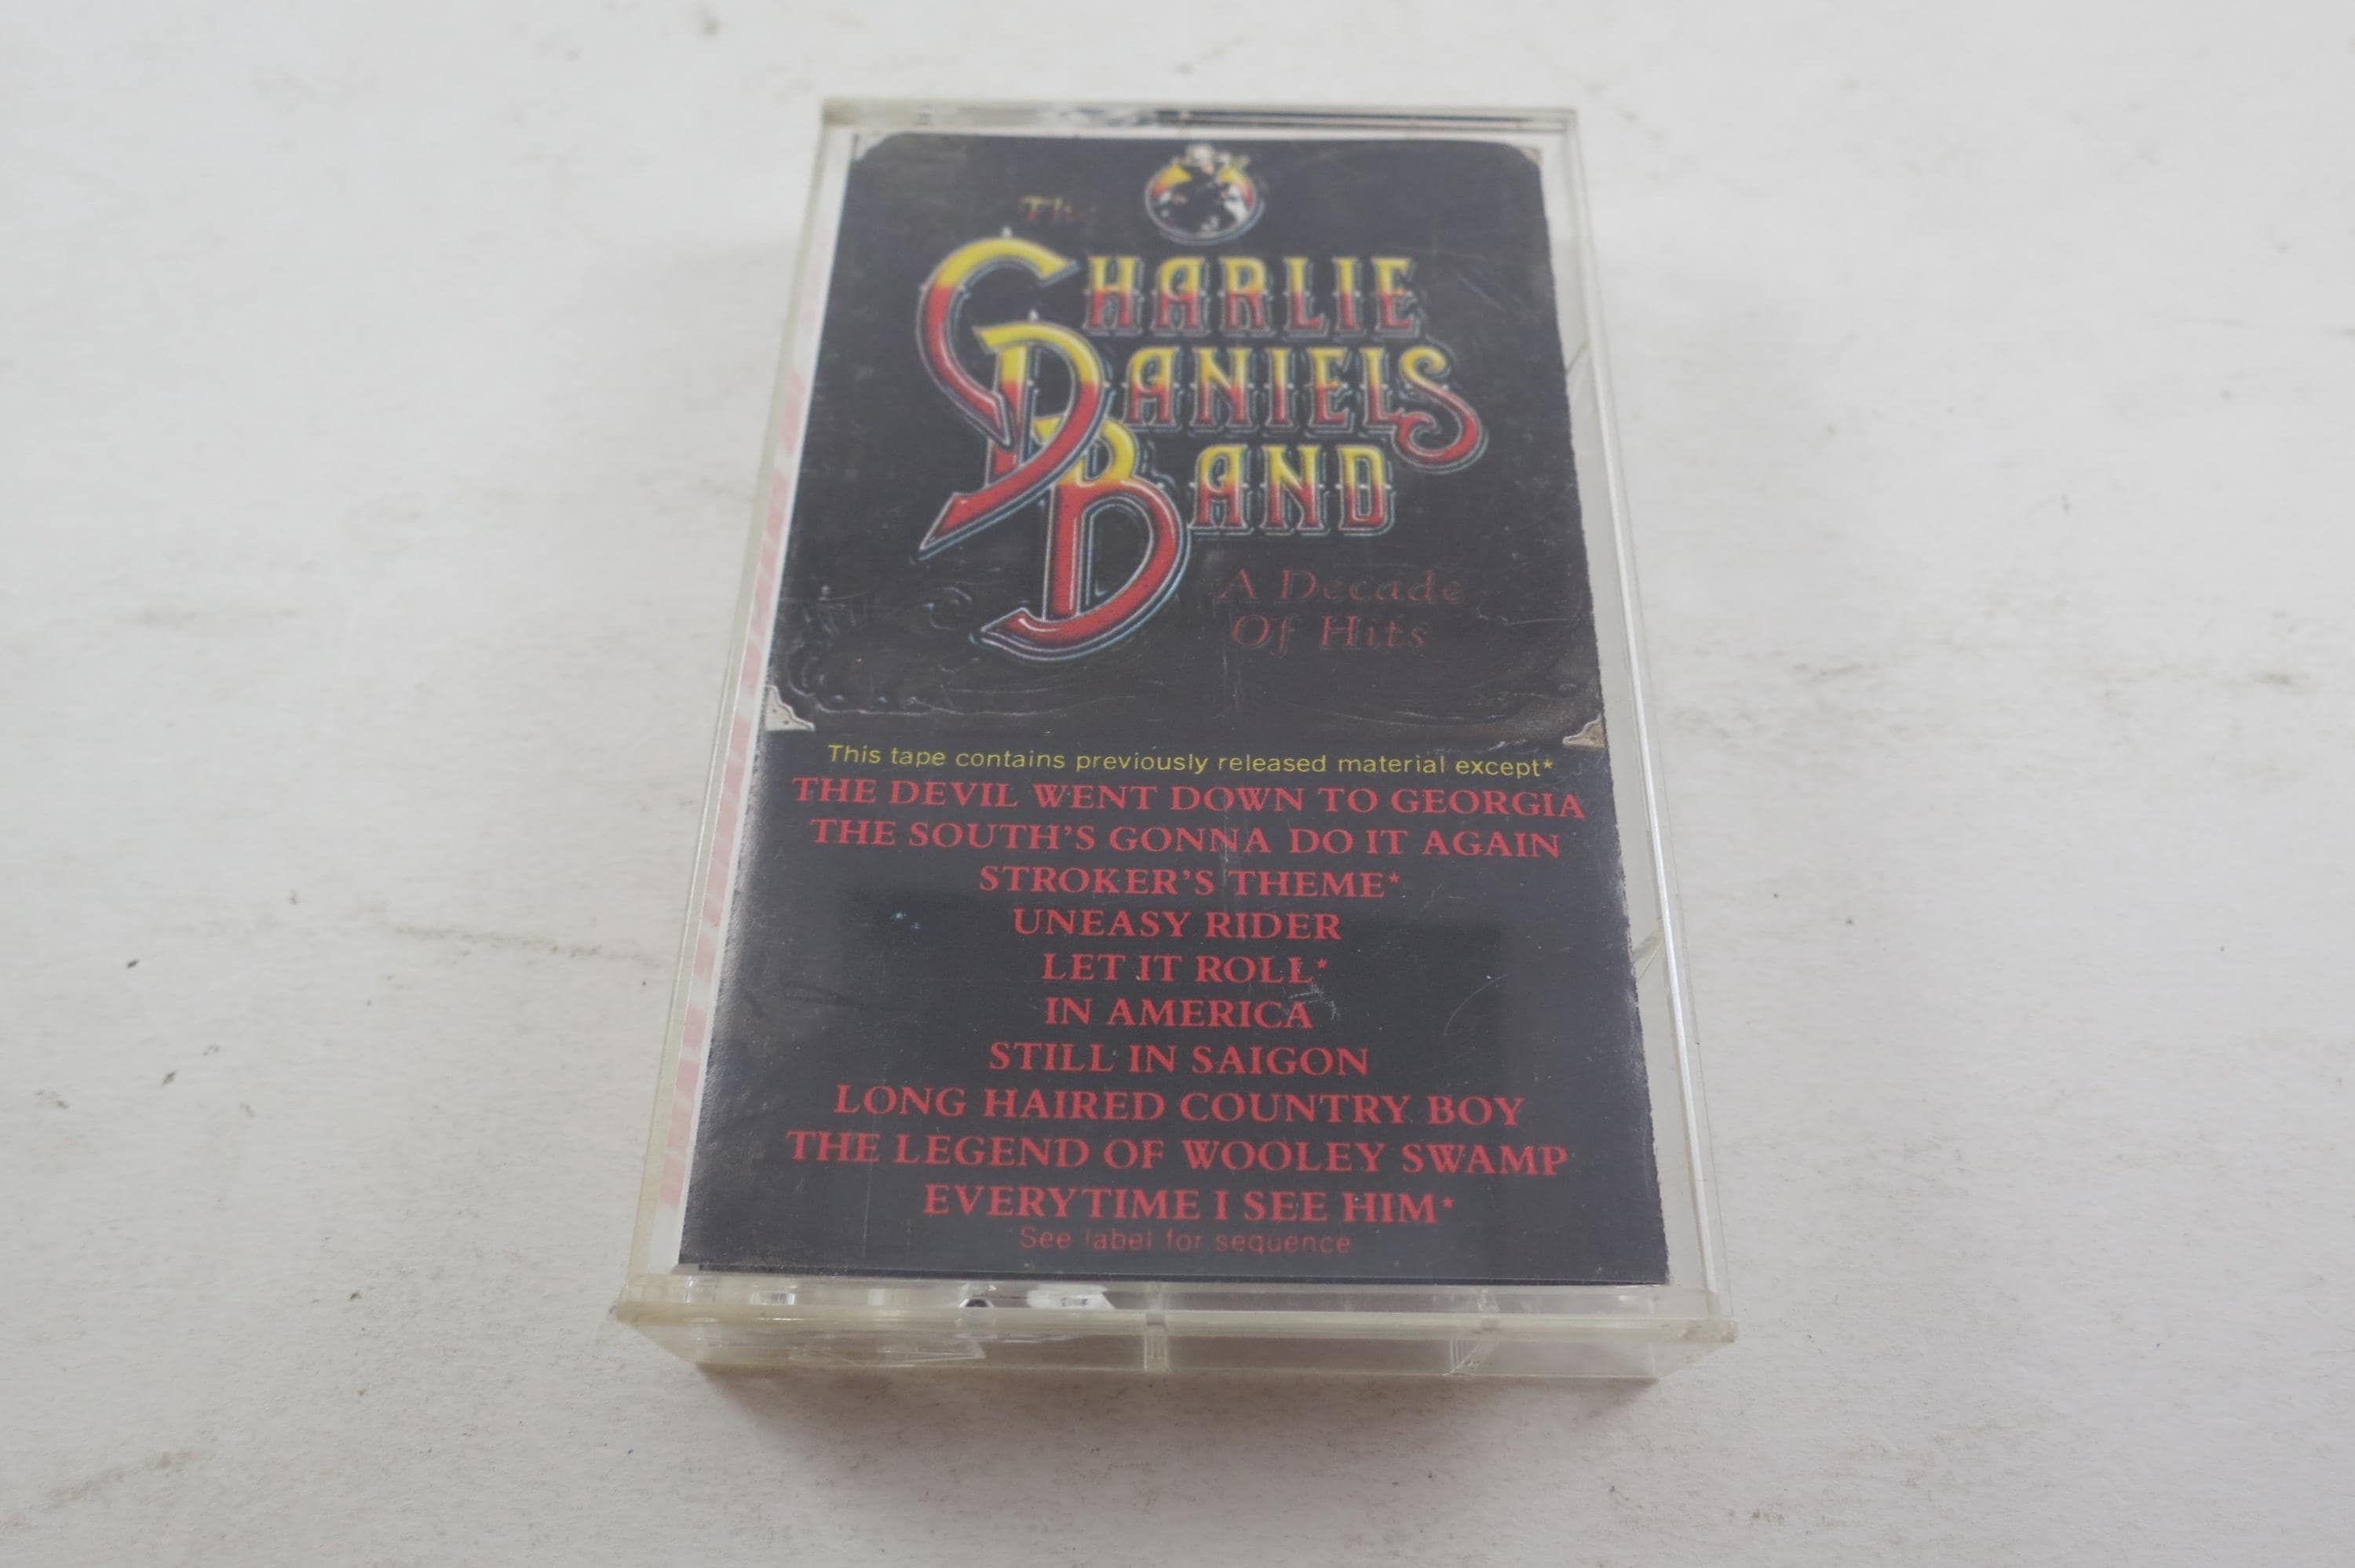 The
CHARLIE
DANIELS
BAND
A Decade
Of Hits
This tape contains previously released material except*
THE DEVIL WENT DOWN TO GEORGIA
THE SOUTH'S GONNA DO IT AGAIN
STROKER'S THEME*
UNEASY RIDER
LET IT ROLL*
IN AMERICA
STILL IN SAIGON
LONG HAIRED COUNTRY BOY
THE LEGEND OF WOOLEY SWAMP
EVERYTIME I SEE HIM*
See label for sequence